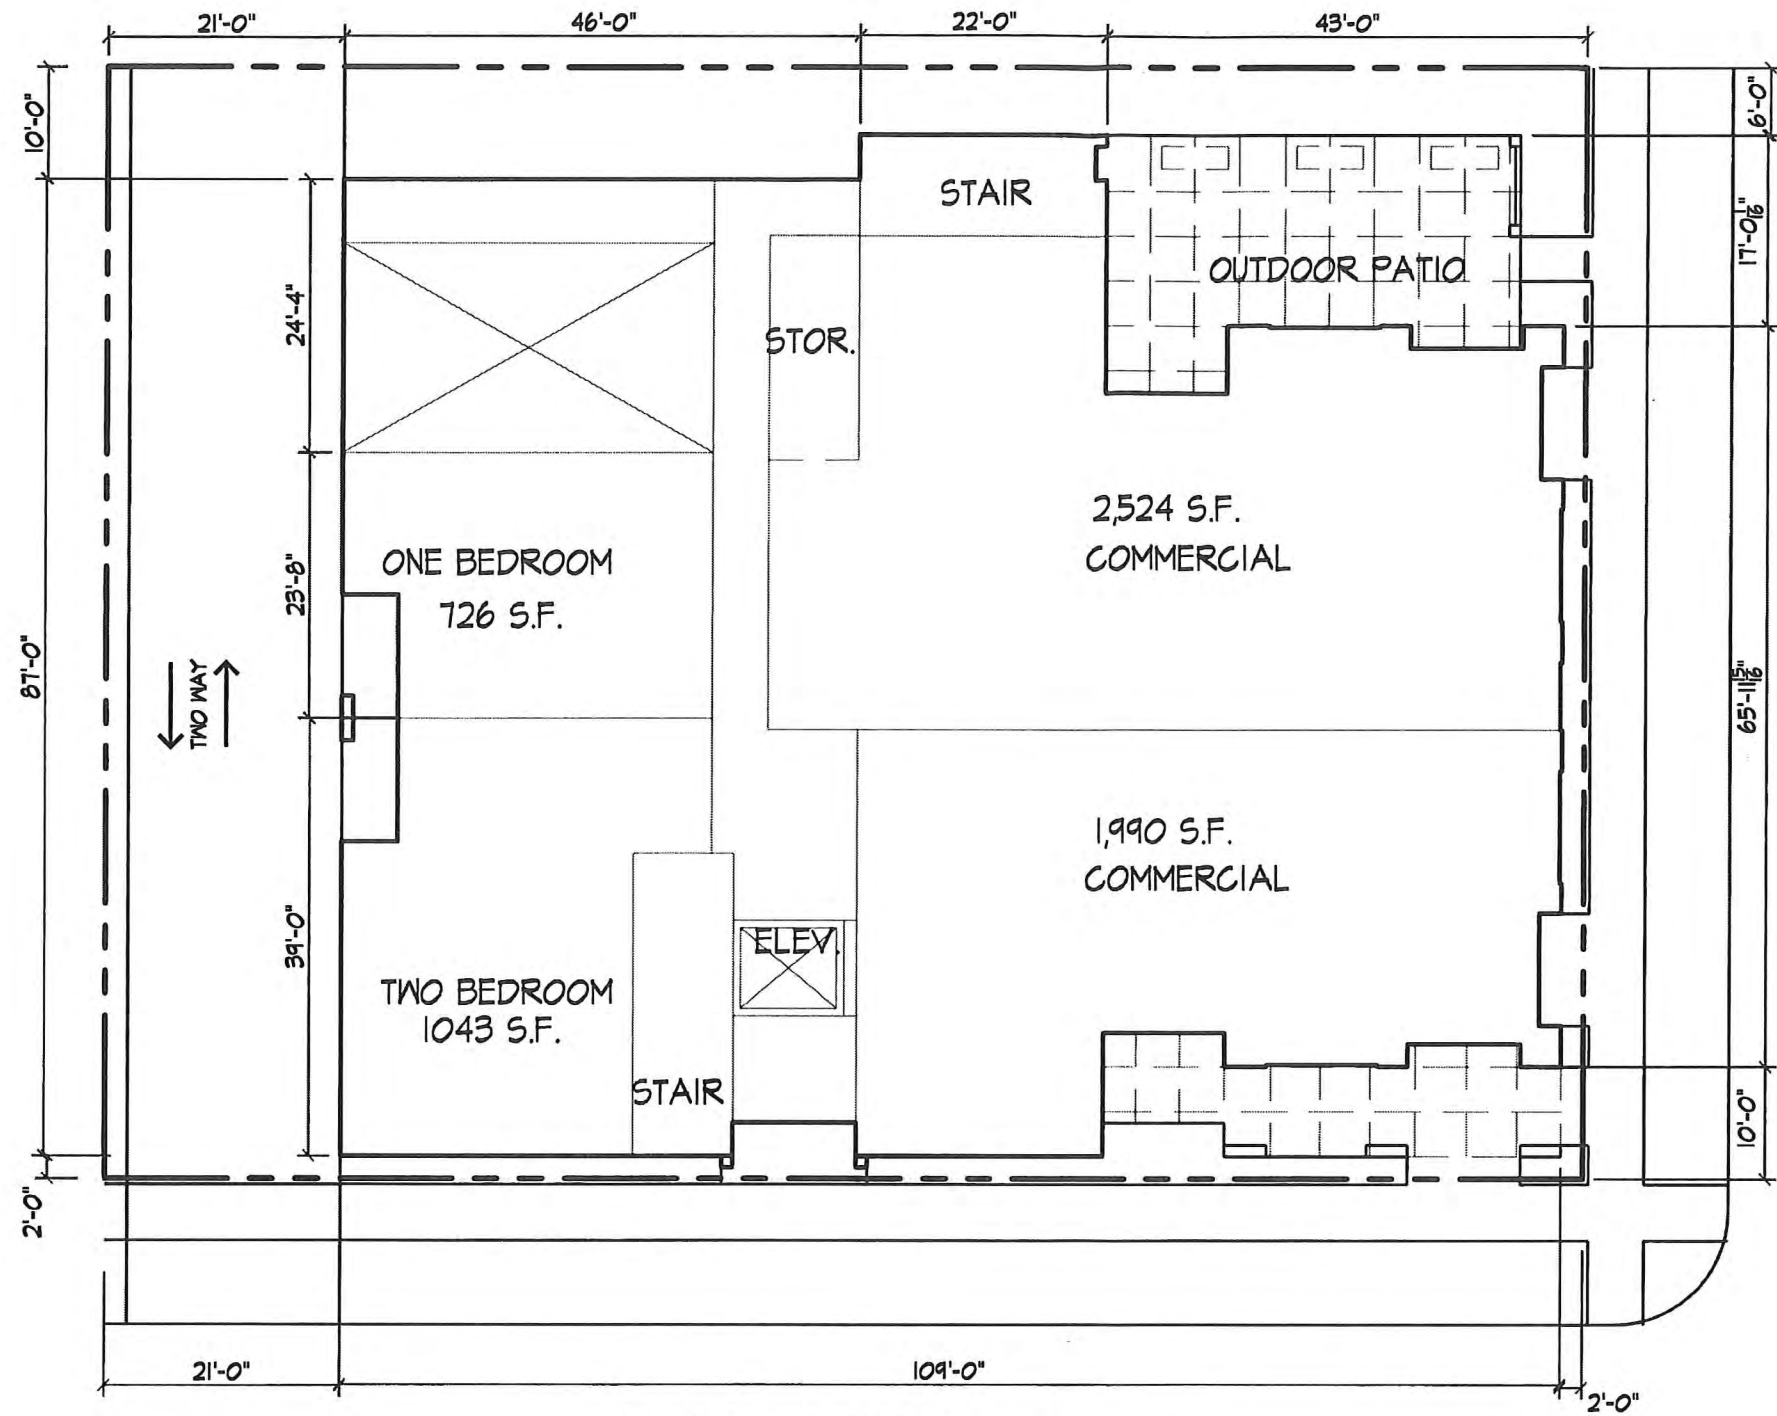 21'-0" 46'-0" 22'-0" 43'-0"
10'-0"
6'-0"
STAIR
17'-0 1/16"
OUTDOOR PATIO
24'-4"
STOR.
2,524 S.F.
COMMERCIAL
ONE BEDROOM
726 S.F.
23'-8"
87'-0"
TWO WAY
65'-11 15/16"
1,990 S.F.
COMMERCIAL
39'-0"
ELEV.
TWO BEDROOM
1043 S.F.
STAIR
10'-0"
2'-0"
21'-0" 109'-0" 2'-0"